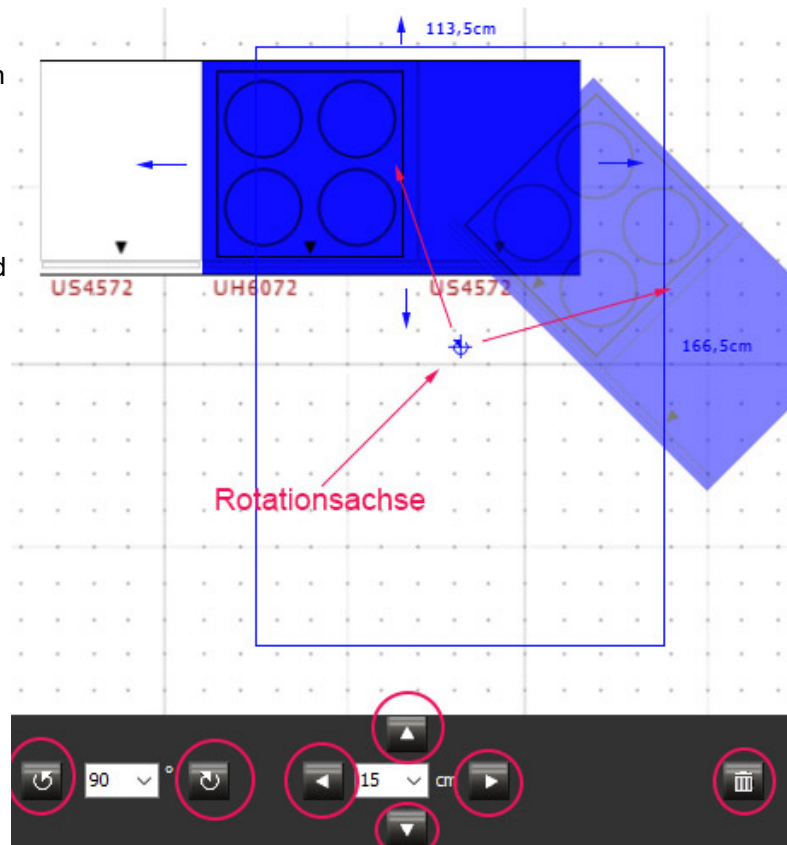 113,5cm
n
d
US4572 UH6072 US4572
166,5cm
Rotationsachse
90 °
15 cm